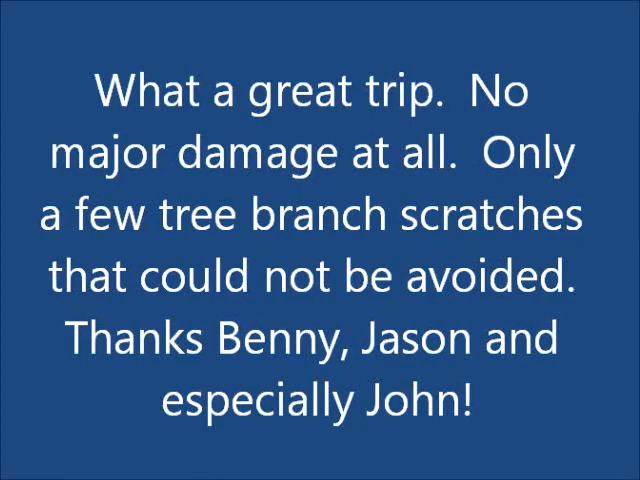 What a great trip.  No
major damage at all.  Only
a few tree branch scratches
that could not be avoided.
Thanks Benny, Jason and
especially John!